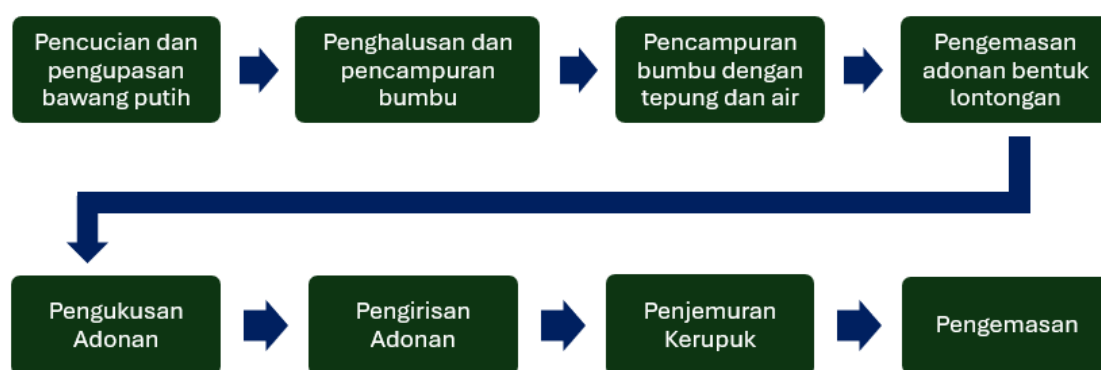 Pencucian dan
pengupasan
bawang putih
Penghalusan dan
pencampuran
bumbu
Pencampuran
bumbu dengan
tepung dan air
Pengemasan
adonan bentuk
lontongan
Pengukusan
Adonan
Pengirisan
Adonan
Penjemuran
Kerupuk
Pengemasan